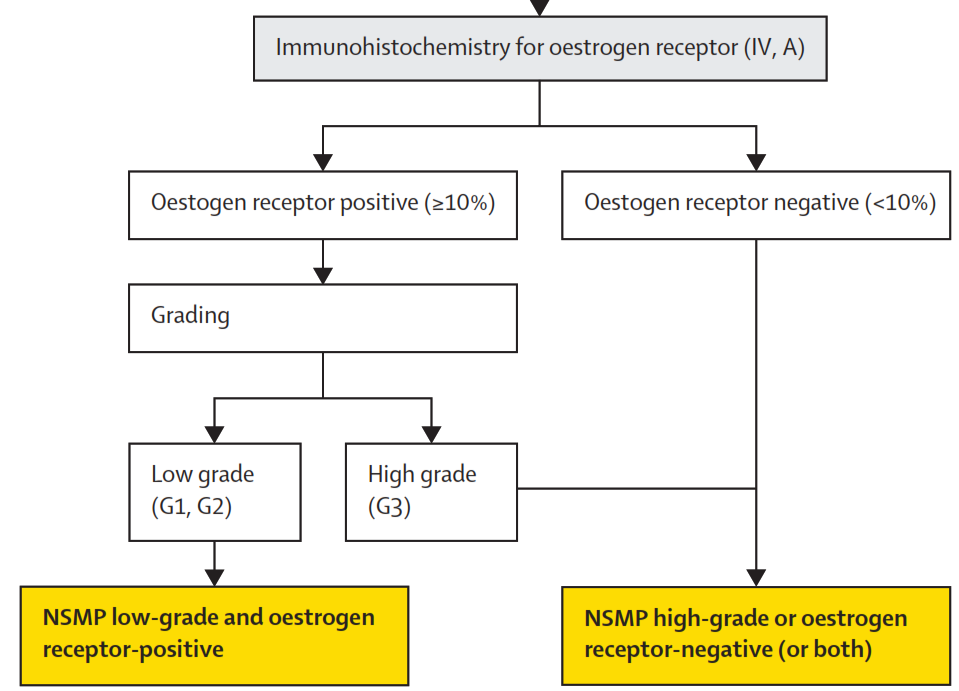 Immunohistochemistry for oestrogen receptor (IV, A)
Oestogen receptor positive (≥10%)
Oestogen receptor negative (<10%)
Grading
Low grade
(G1, G2)
High grade
(G3)
NSMP low-grade and oestrogen
receptor-positive
NSMP high-grade or oestrogen
receptor-negative (or both)